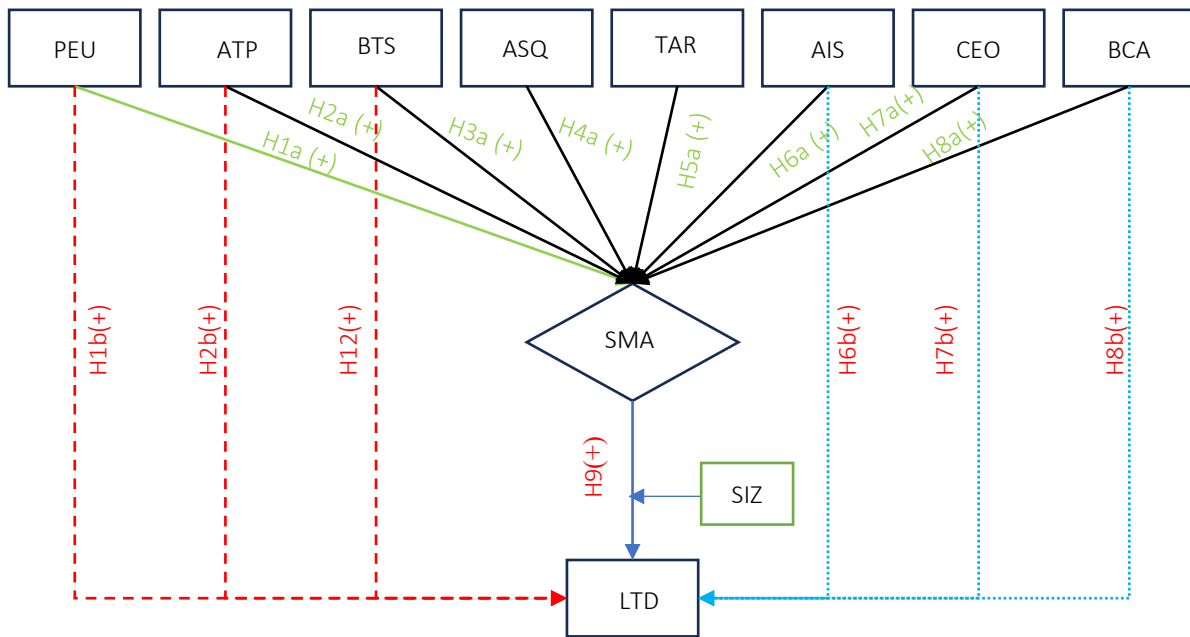 PEU
ATP
BTS
ASQ
TAR
AIS
CEO
BCA
H1a (+)
H2a (+)
H3a (+)
H4a (+)
H5a (+)
H6a (+)
H7a(+)
H8a(+)
SMA
H1b(+)
H2b(+)
H12(+)
H6b(+)
H7b(+)
H8b(+)
H9(+)
SIZ
LTD